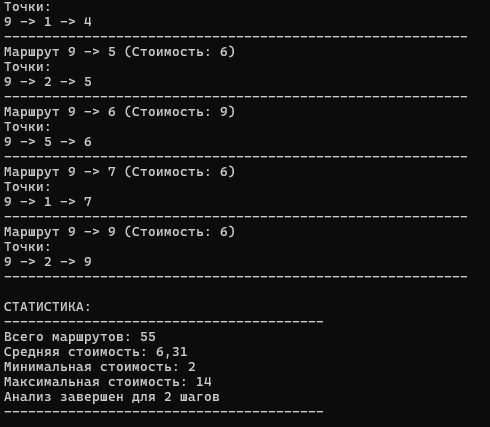 Точки:
9 -> 1 -> 4
----------------------------------------------------------
Маршрут 9 -> 5 (Стоимость: 6)
Точки:
9 -> 2 -> 5
----------------------------------------------------------
Маршрут 9 -> 6 (Стоимость: 9)
Точки:
9 -> 5 -> 6
----------------------------------------------------------
Маршрут 9 -> 7 (Стоимость: 6)
Точки:
9 -> 1 -> 7
----------------------------------------------------------
Маршрут 9 -> 9 (Стоимость: 6)
Точки:
9 -> 2 -> 9
----------------------------------------------------------
СТАТИСТИКА:
----------------------------------------
Всего маршрутов: 55
Средняя стоимость: 6,31
Минимальная стоимость: 2
Максимальная стоимость: 14
Анализ завершен для 2 шагов
----------------------------------------